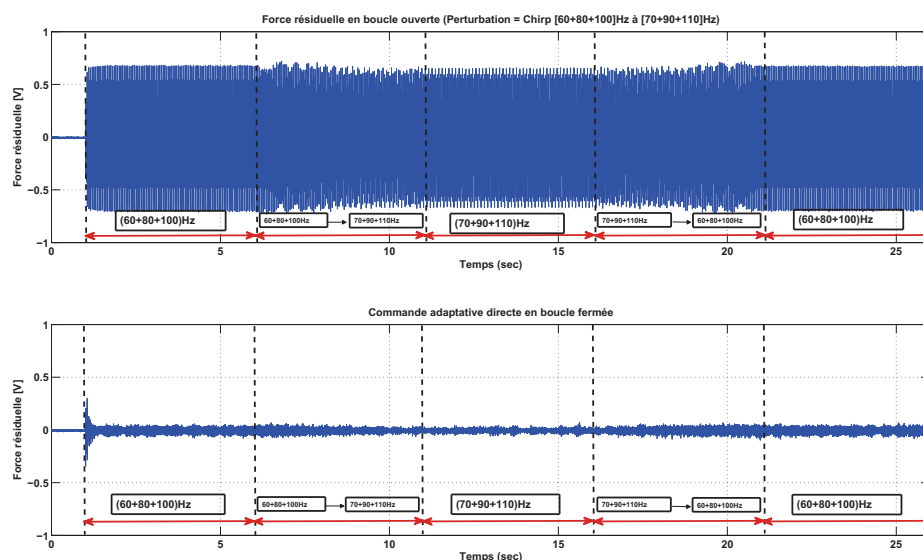 Force résiduelle en boucle ouverte (Perturbation = Chirp [60+80+100]Hz à [70+90+110]Hz)
Force résiduelle [V]
1
0.5
0
−0.5
−1
(60+80+100)Hz
60+80+100Hz
70+90+110Hz
(70+90+110)Hz
70+90+110Hz
60+80+100Hz
(60+80+100)Hz
0 5 10 15 20 25
Temps (sec)
Commande adaptative directe en boucle fermée
Force résiduelle [V]
1
0.5
0
−0.5
−1
(60+80+100)Hz
60+80+100Hz
70+90+110Hz
(70+90+110)Hz
70+90+110Hz
60+80+100Hz
(60+80+100)Hz
0 5 10 15 20 25
Temps (sec)